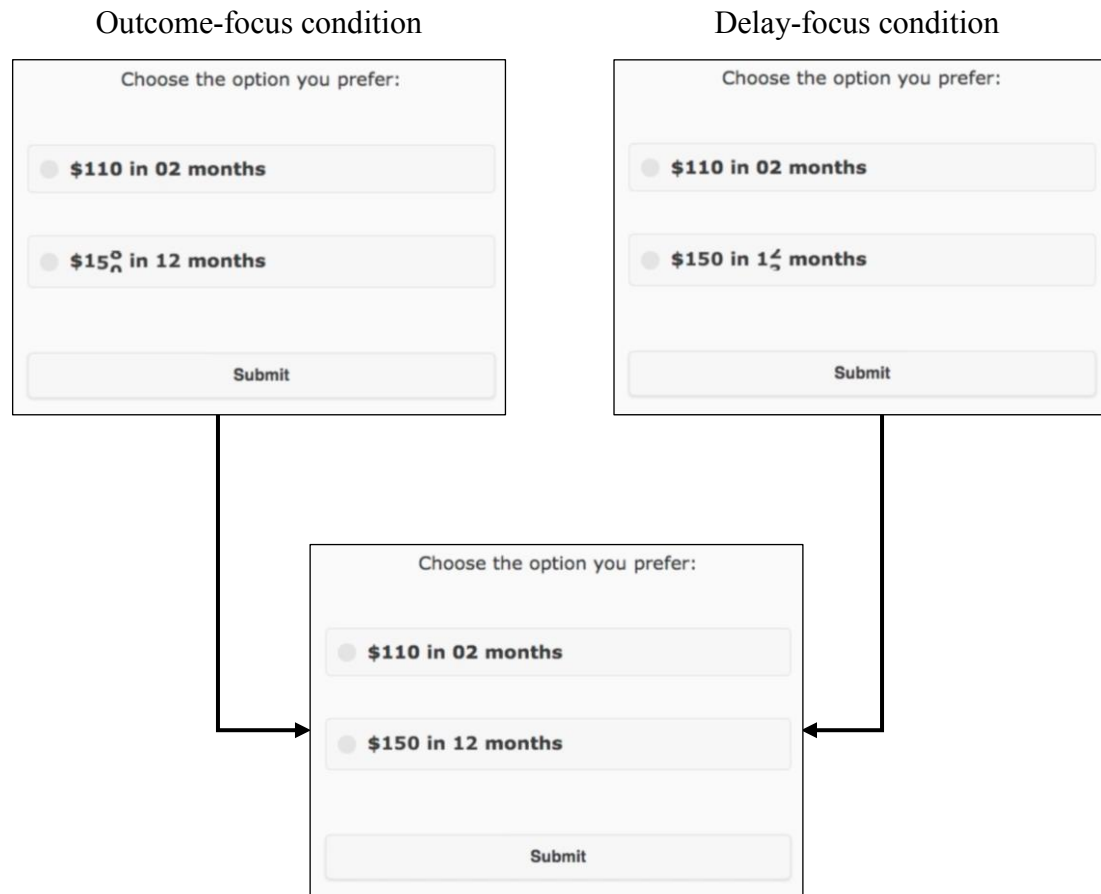 Outcome-focus condition
Choose the option you prefer:
$110 in 02 months
in 12 months
Submit
Delay-focus condition
Choose the option you prefer:
$110 in 02 months
$150 in months
Submit
Choose the option you prefer:
$110 in 02 months
$150 in 12 months
Submit